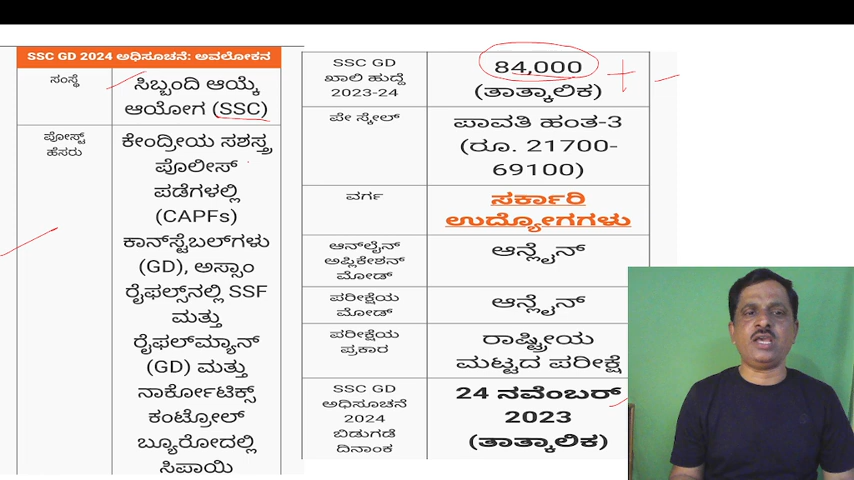 SSC GD 2024 ಅಧಿಸೂಚನೆ: ಅವಲೋಕನ
ಸಂಸ್ಥೆ
ಸಿಬ್ಬಂದಿ ಆಯ್ಕೆ
ಆಯೋಗ (SSC)
ಪೋಸ್ಟ್
ಹೆಸರು
ಕೇಂದ್ರೀಯ ಸಶಸ್ತ್ರ
ಪೊಲೀಸ್
ಪಡೆಗಳಲ್ಲಿ
(CAPFs)
ಕಾನ್‌ಸ್ಟೆಬಲ್‌ಗಳು
(GD), ಅಸ್ಸಾಂ
ರೈಫಲ್ಸ್‌ನಲ್ಲಿ SSF
ಮತ್ತು
ರೈಫಲ್‌ಮ್ಯಾನ್
(GD) ಮತ್ತು
ನಾರ್ಕೋಟಿಕ್ಸ್
ಕಂಟ್ರೋಲ್
ಬ್ಯೂರೋದಲ್ಲಿ
ಸಿಪಾಯಿ
SSC GD
ಖಾಲಿ ಹುದ್ದೆ
2023-24
84,000
(ತಾತ್ಕಾಲಿಕ)
ಪೇ ಸ್ಕೇಲ್
ಪಾವತಿ ಹಂತ-3
(ರೂ. 21700-
69100)
ವರ್ಗ
ಸರ್ಕಾರಿ
ಉದ್ಯೋಗಗಳು
ಆನ್‌ಲೈನ್
ಅಪ್ಲಿಕೇಶನ್
ಮೋಡ್
ಆನ್ಲೈನ್
ಪರೀಕ್ಷೆಯ
ಮೋಡ್
ಆನ್ಲೈನ್
ಪರೀಕ್ಷೆಯ
ಪ್ರಕಾರ
ರಾಷ್ಟ್ರೀಯ
ಮಟ್ಟದ ಪರೀಕ್ಷೆ
SSC GD
ಅಧಿಸೂಚನೆ
2024
ಬಿಡುಗಡೆ
ದಿನಾಂಕ
24 ನವೆಂಬರ್
2023
(ತಾತ್ಕಾಲಿಕ)